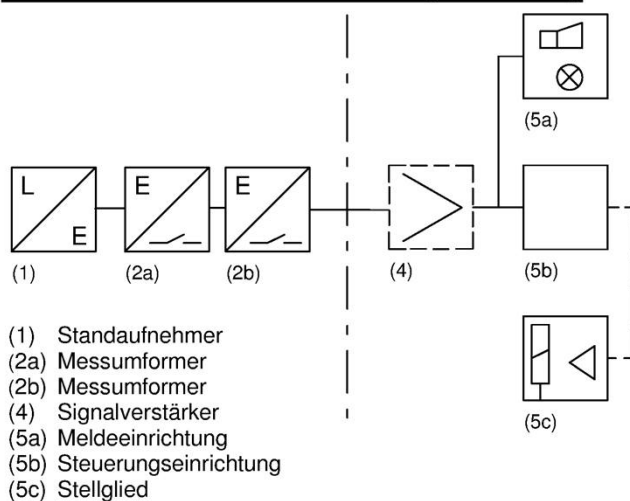 (5a)
L
E
E
E
(1)
(2a)
(2b)
(4)
(5b)
(5c)
(1) Standaufnehmer
(2a) Messumformer
(2b) Messumformer
(4) Signalverstärker
(5a) Meldeeinrichtung
(5b) Steuerungseinrichtung
(5c) Stellglied